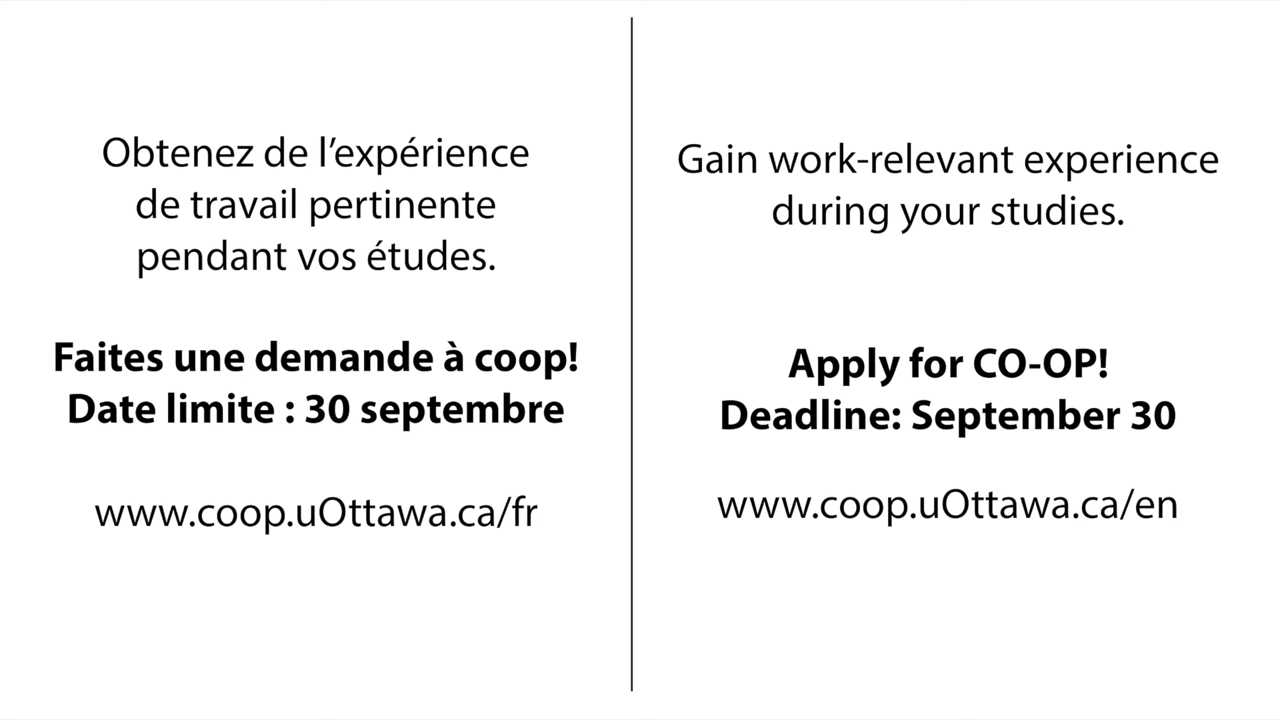 Obtenez de l’expérience
de travail pertinente
pendant vos études.
Faites une demande à coop!
Date limite : 30 septembre
www.coop.uOttawa.ca/fr
Gain work-relevant experience
during your studies.
Apply for CO-OP!
Deadline: September 30
www.coop.uOttawa.ca/en